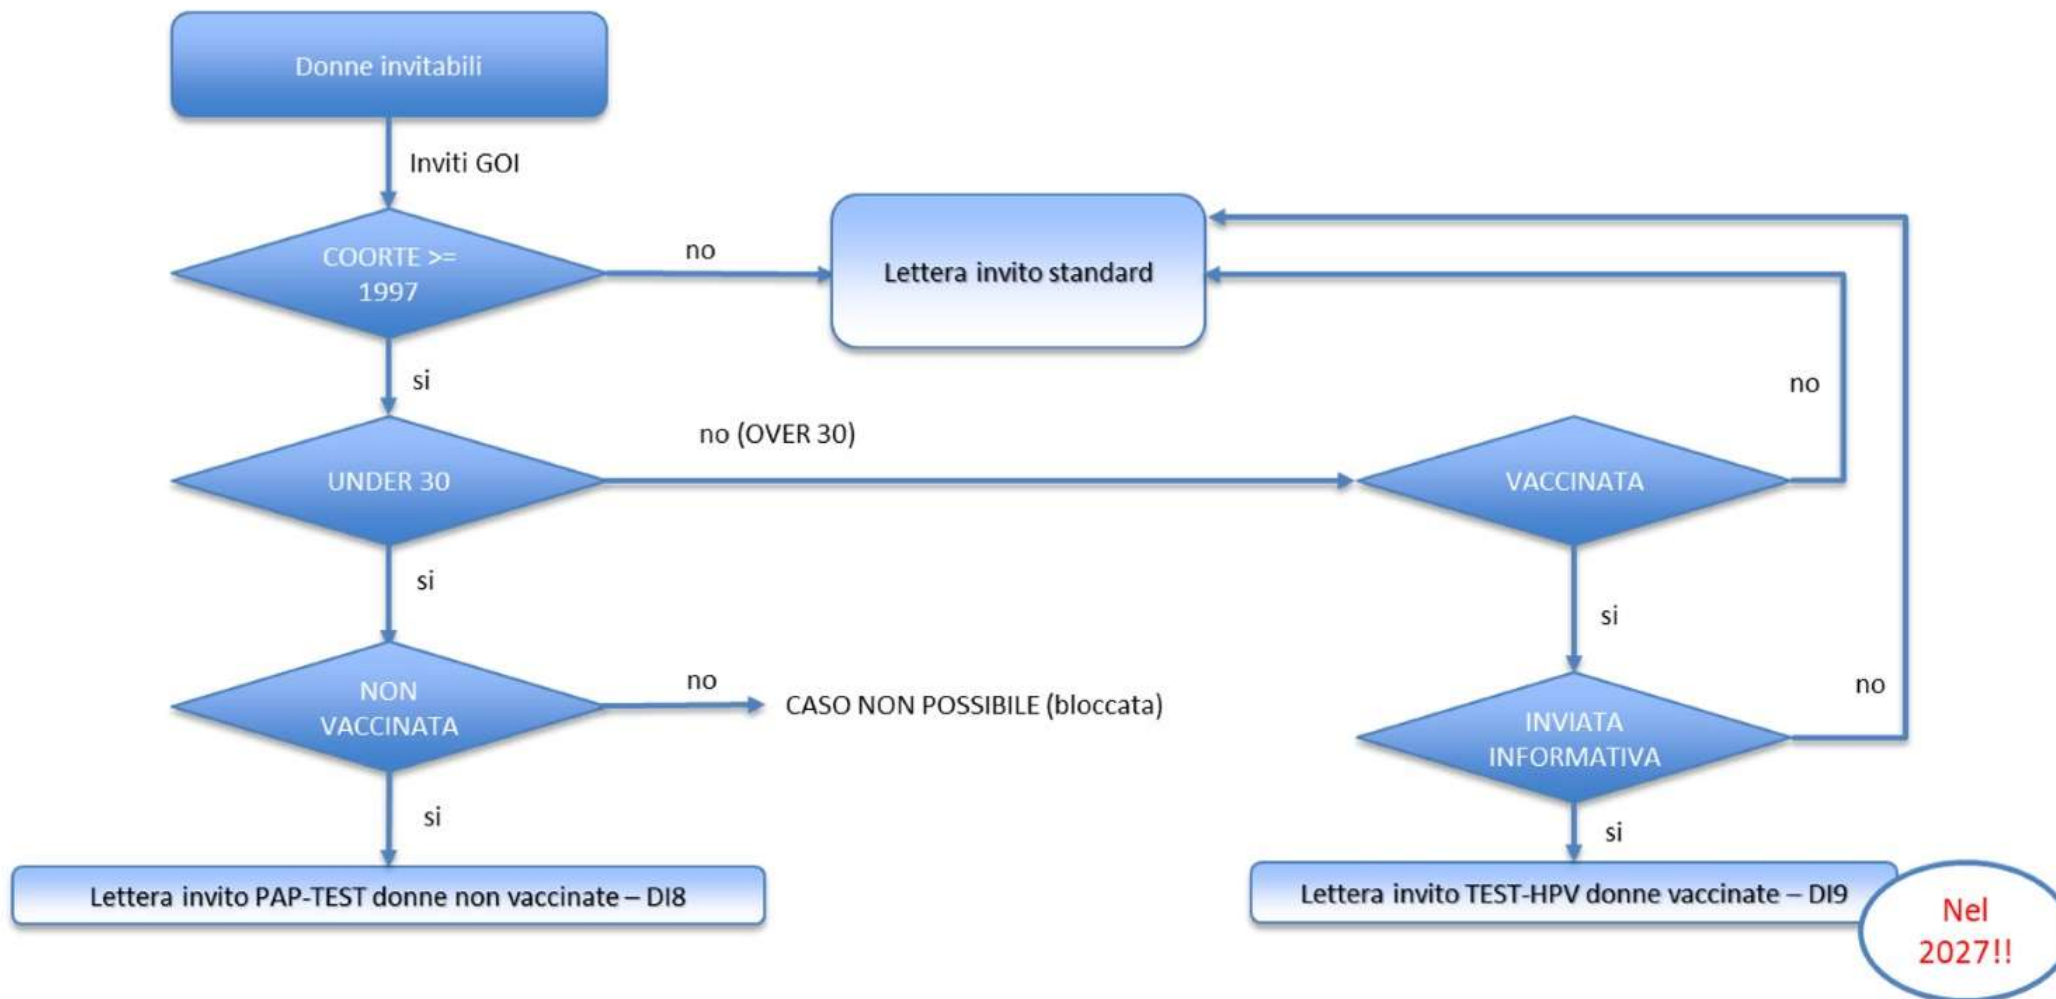 Donne invitabili
Inviti GOI
COORTE >=
1997
no
Lettera invito standard
si
no (OVER 30)
no
UNDER 30
VACCINATA
si
si
NON
VACCINATA
no
CASO NON POSSIBILE (bloccata)
no
INVIATA
INFORMATIVA
si
si
Lettera invito PAP-TEST donne non vaccinate – DI8
Lettera invito TEST-HPV donne vaccinate – DI9
Nel
2027!!